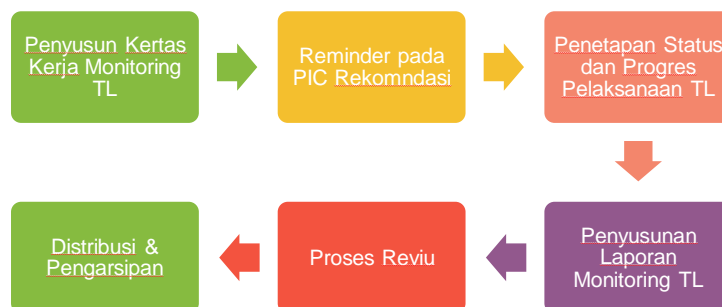 Penyusun Kertas
Kerja Monitoring
TL
Reminder pada
PIC Rekomndasi
Penetapan Status
dan Progres
Pelaksanaan TL
Penyusunan
Laporan
Monitoring TL
Proses Reviu
Distribusi &
Pengarsipan